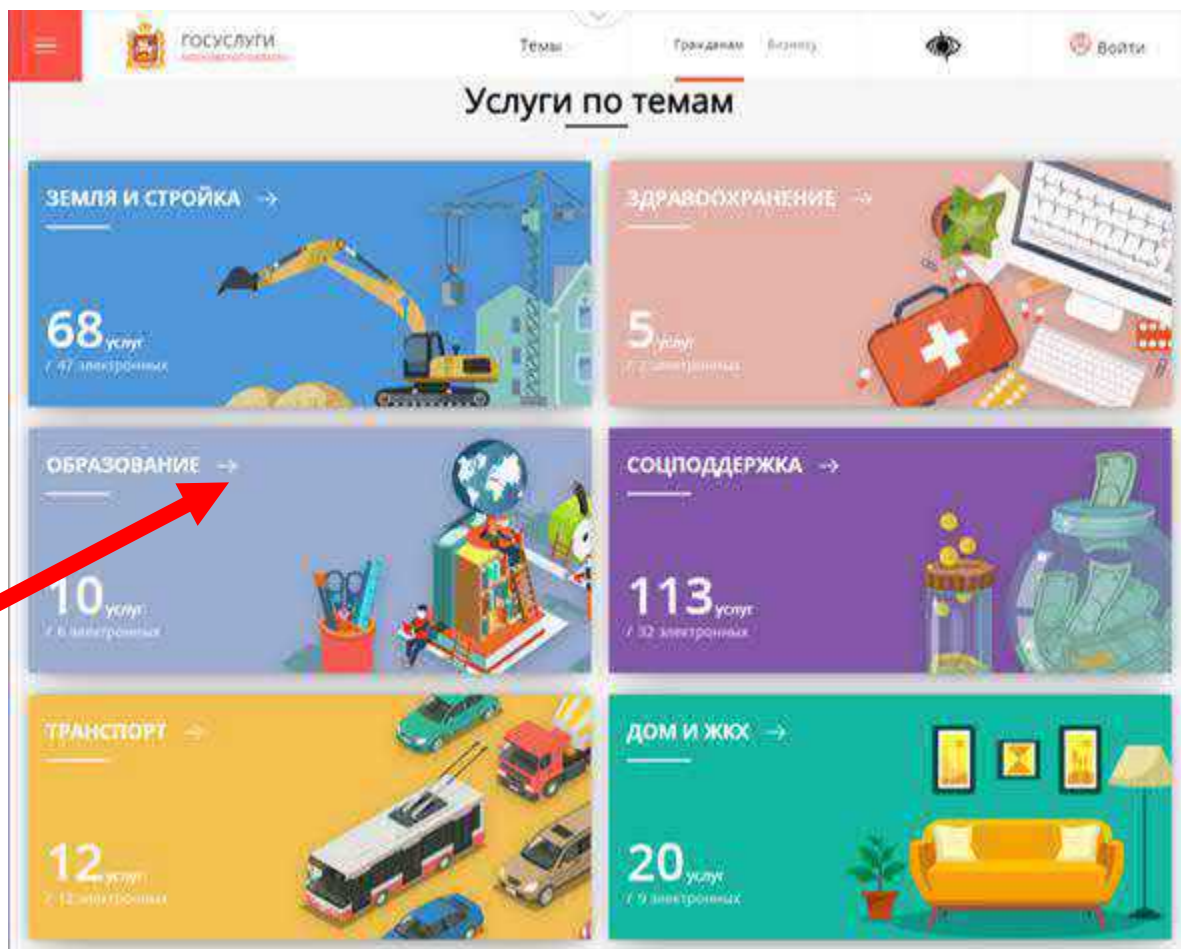 ГОСУСЛУГИ
Темы
Гражданам
Бизнесу
Войти
Услуги по темам
ЗЕМЛЯ И СТРОЙКА →
68 услуг
/ 47 электронных
ЗДРАВООХРАНЕНИЕ →
5 услуг
/ 2 электронных
ОБРАЗОВАНИЕ →
10 услуг
/ 6 электронных
СОЦПОДДЕРЖКА →
113 услуг
/ 32 электронных
ТРАНСПОРТ →
12 услуг
/ 12 электронных
ДОМ И ЖКХ →
20 услуг
/ 9 электронных